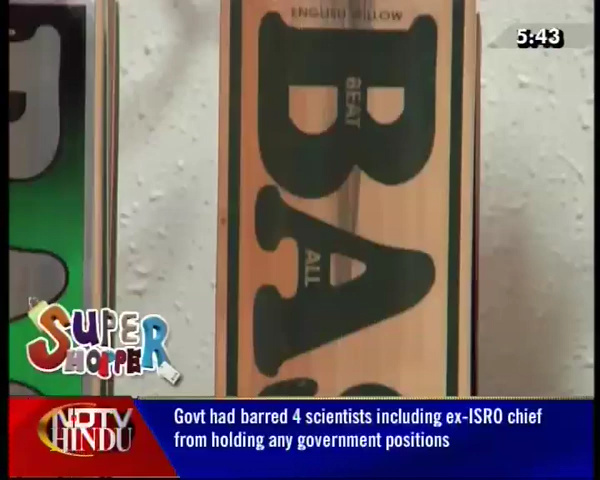 ENGLISH WILLOW
5:43
BA
BEAT
ALL
SUPER
SHOPPER
NDTV
HINDU
Govt had barred 4 scientists including ex-ISRO chief
from holding any government positions